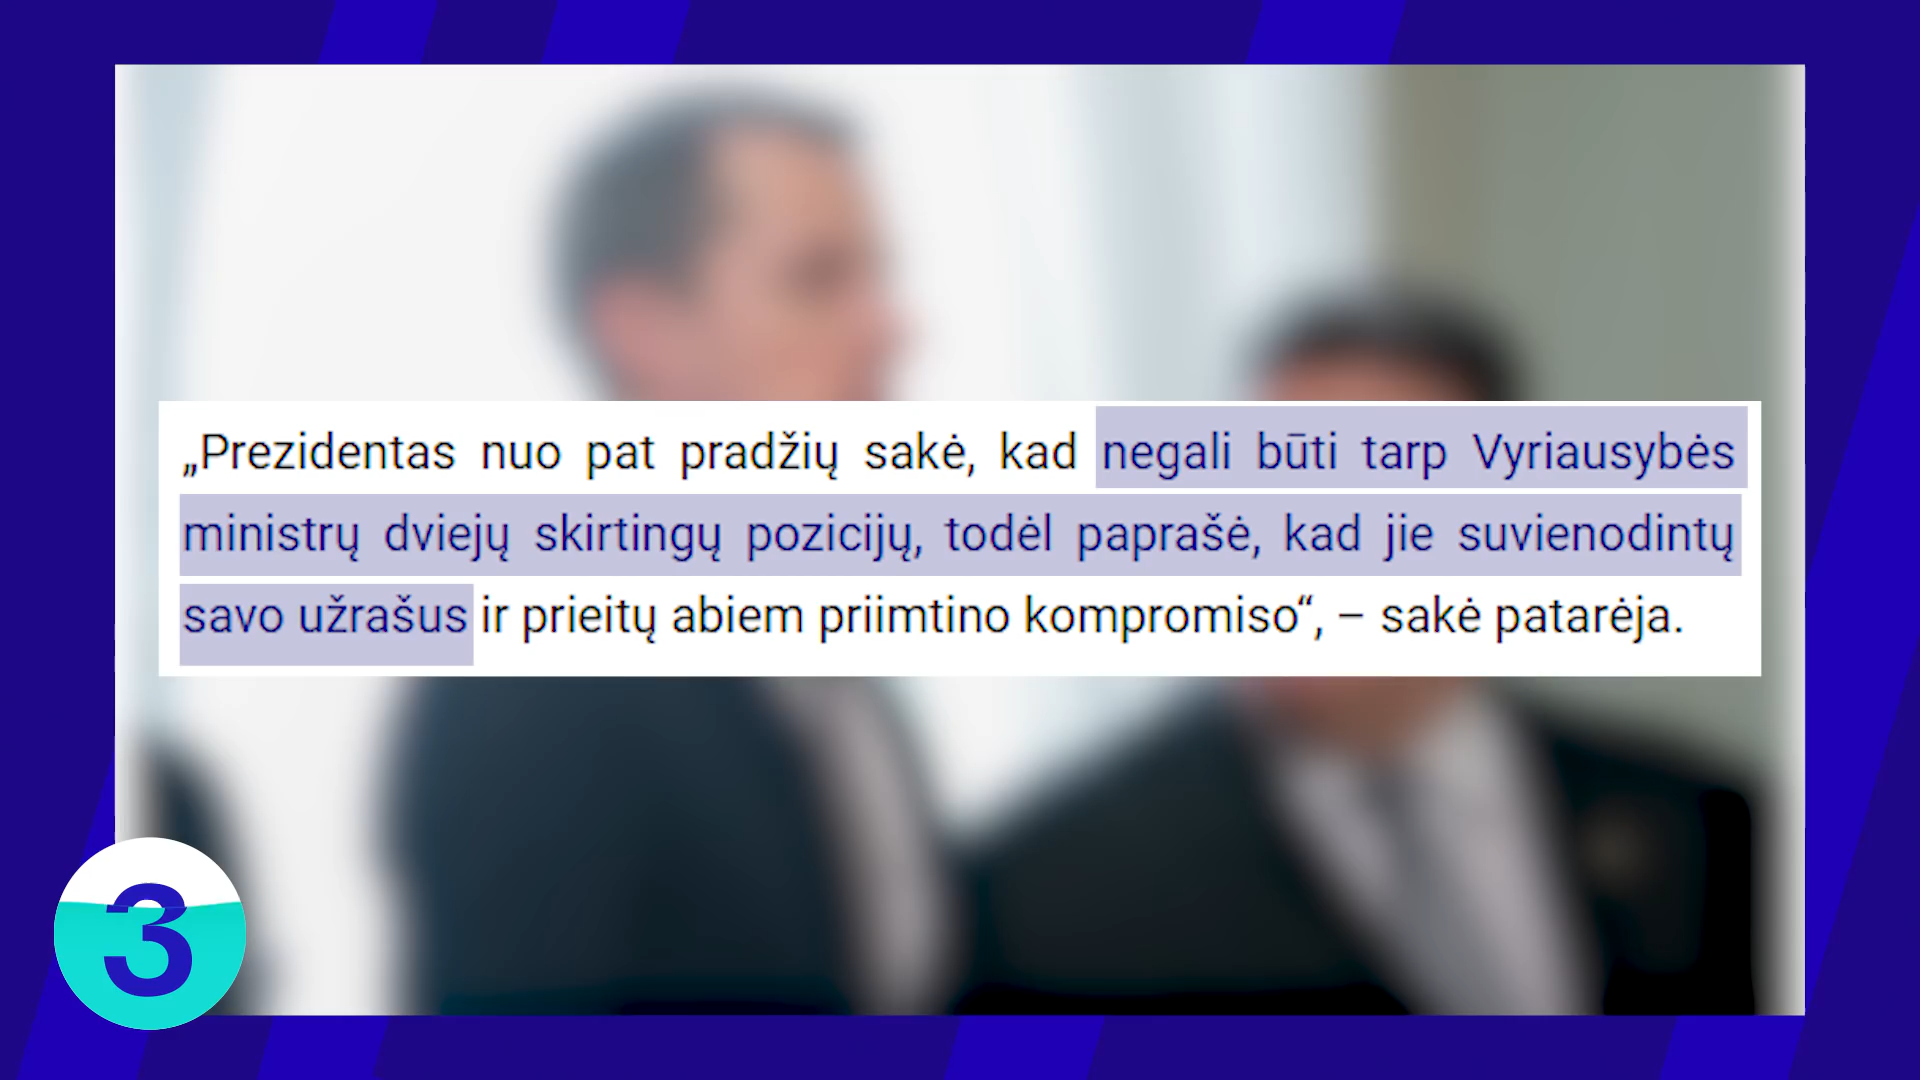 „Prezidentas nuo pat pradžių sakė, kad negali būti tarp Vyriausybės
ministrų dviejų skirtingų pozicijų, todėl paprašė, kad jie suvienodintų
savo užrašus ir prieitų abiem priimtino kompromiso“, – sakė patarėja.
3